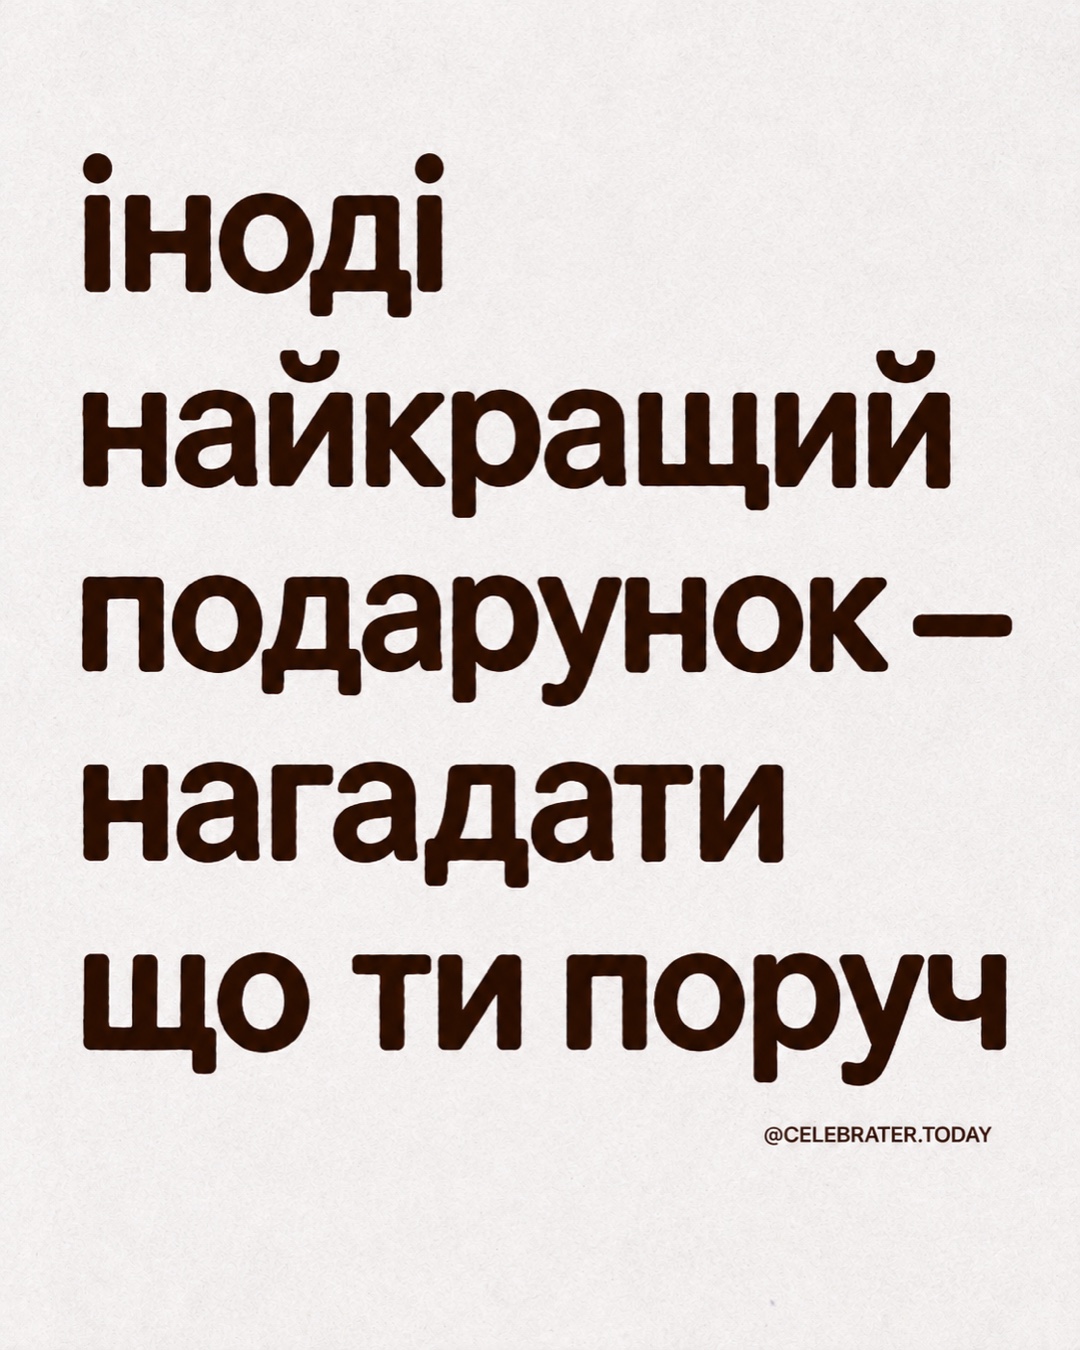 іноді
найкращий
подарунок –
нагадати
що ти поруч
@CELEBRATER.TODAY